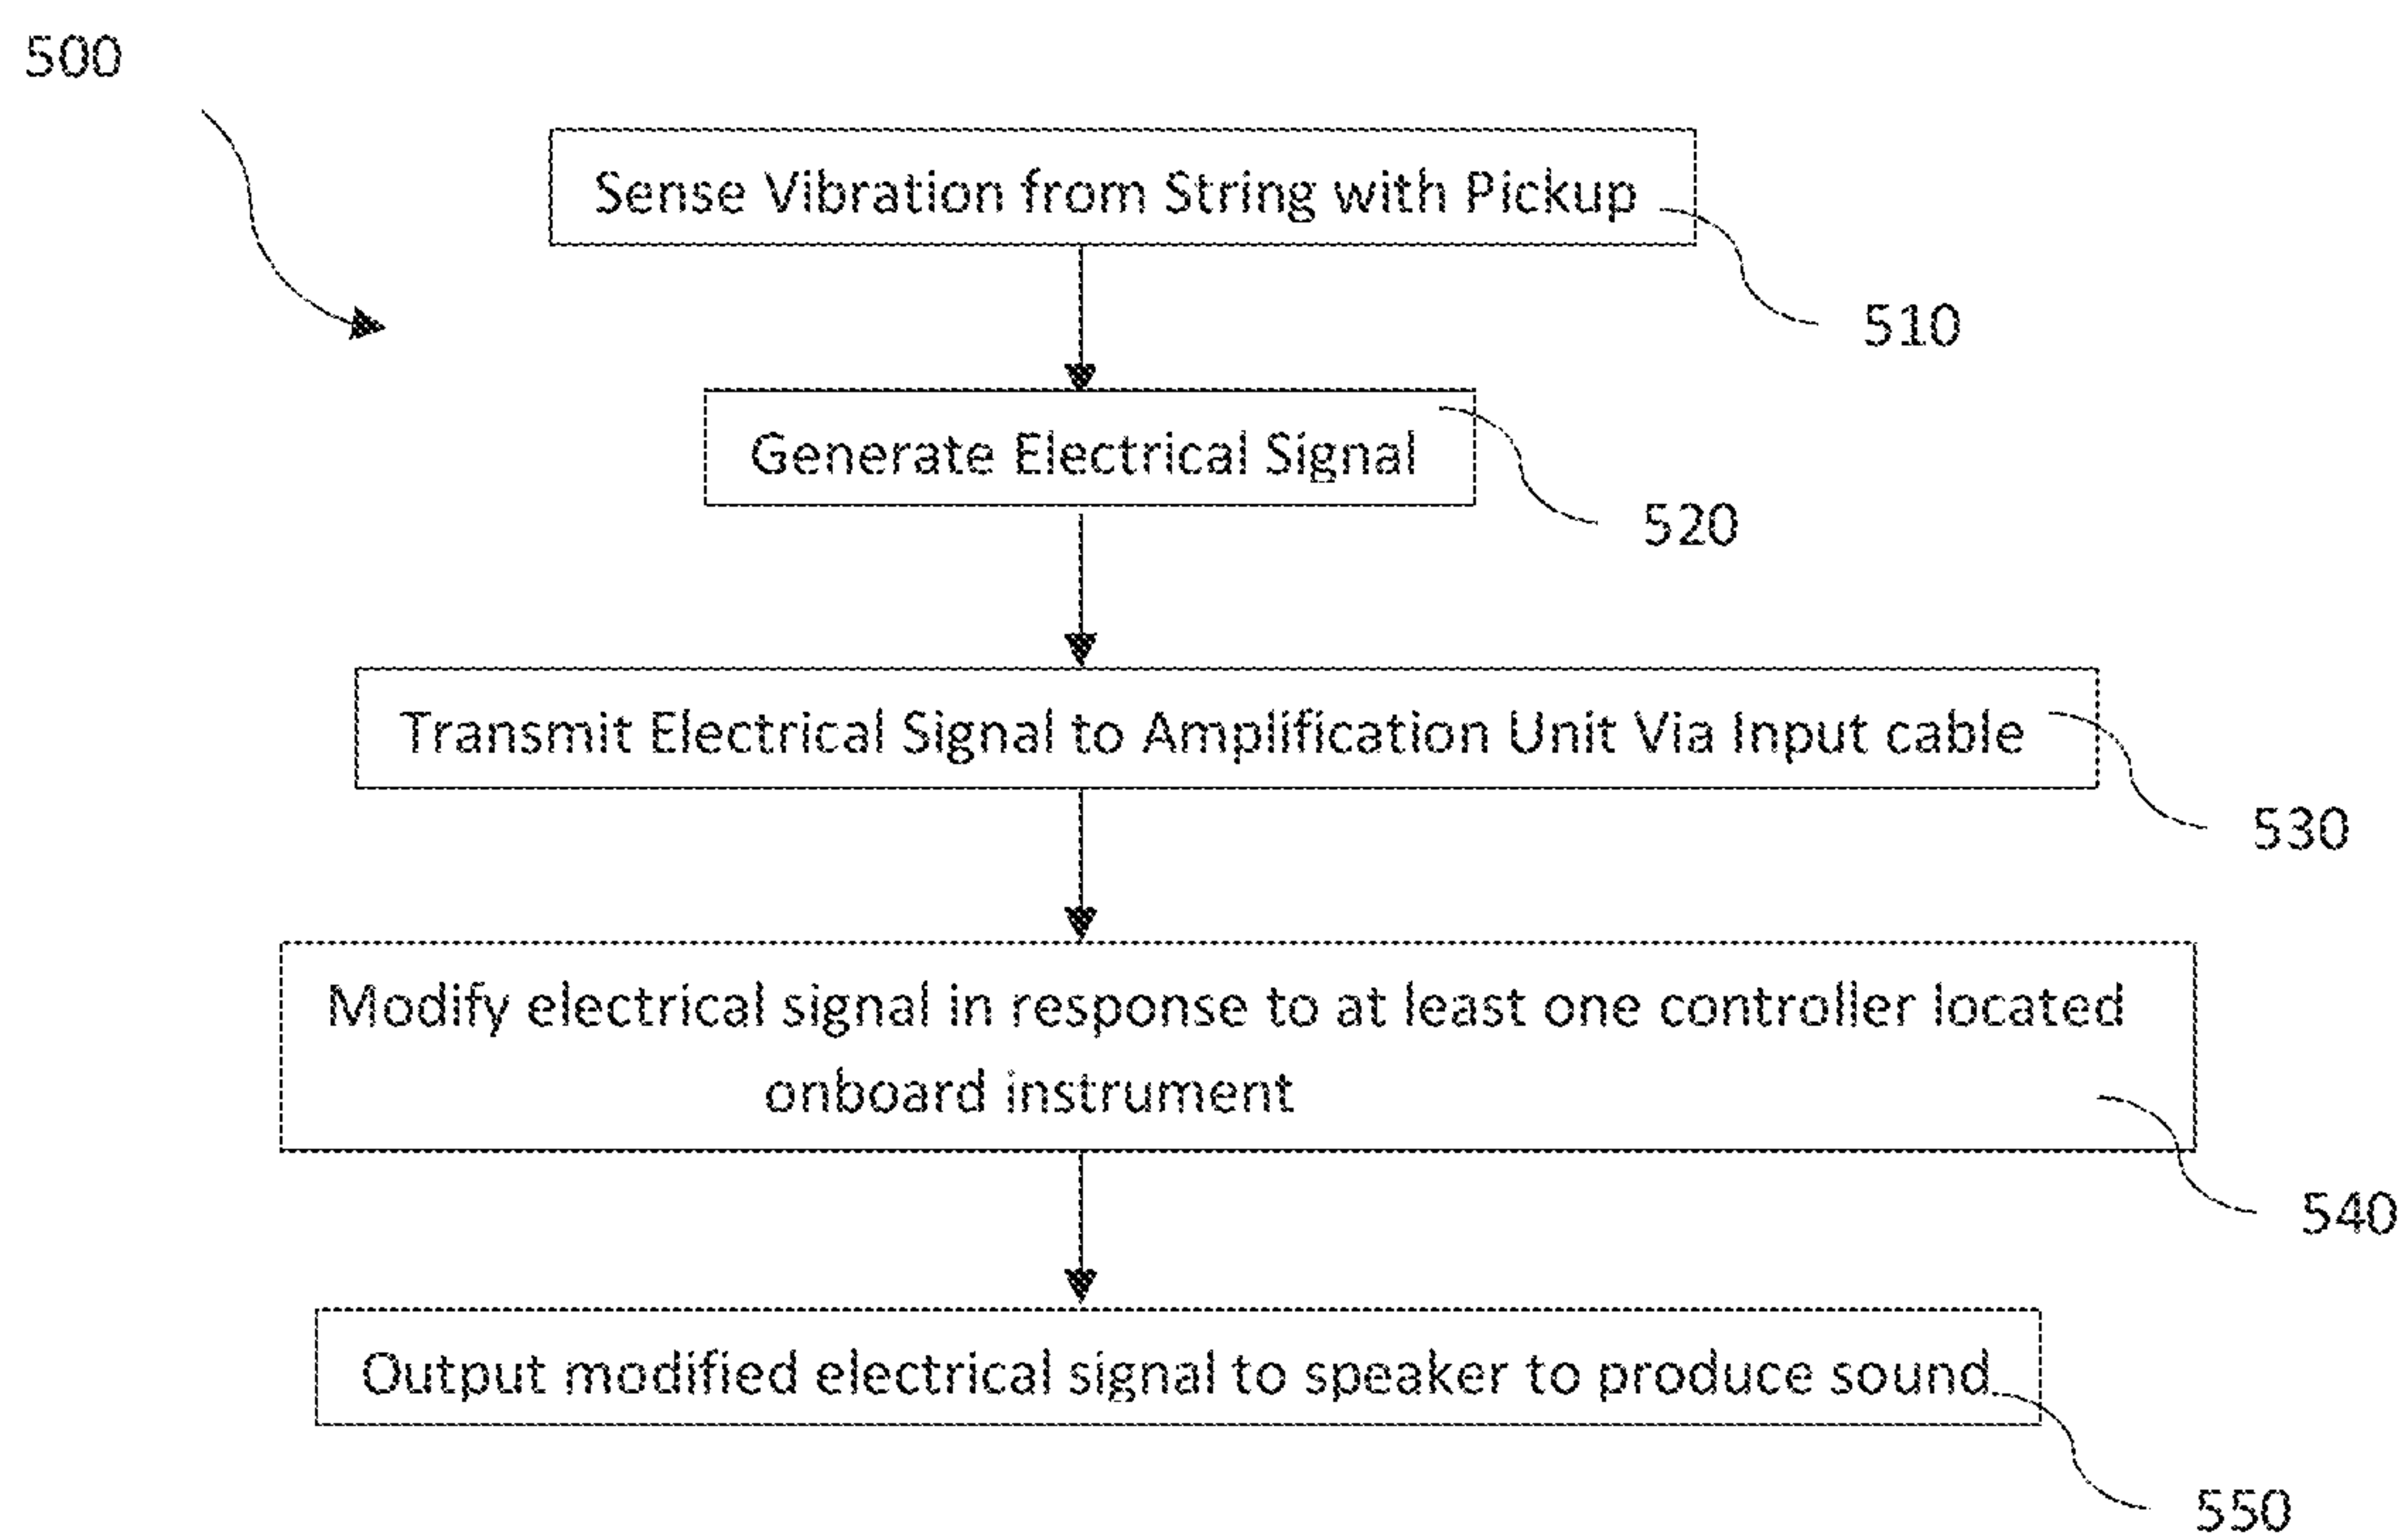 500
Sense Vibration from String with Pickup
510
Generate Electrical Signal
520
Transmit Electrical Signal to Amplification Unit Via Input cable
530
Modify electrical signal in response to at least one controller located
onboard instrument
540
Output modified electrical signal to speaker to produce sound
550